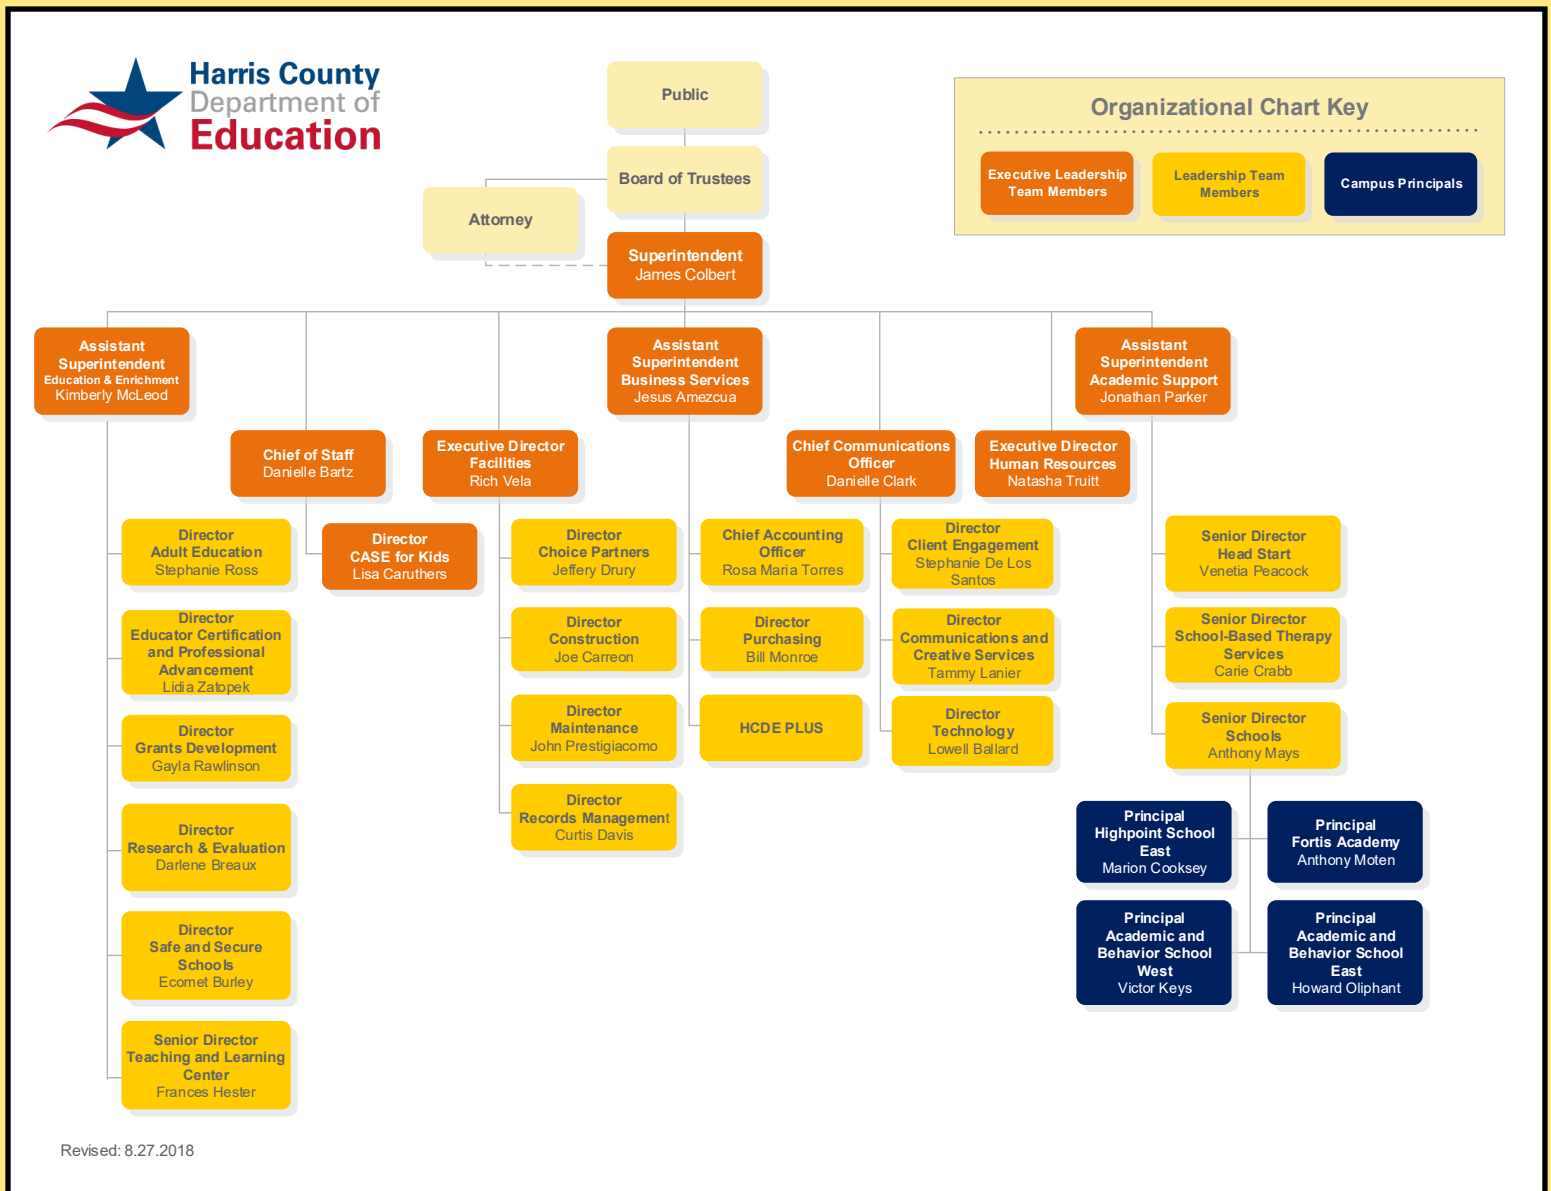 Harris County
Department of
Education
Public
Organizational Chart Key
Executive Leadership
Team Members
Leadership Team
Members
Campus Principals
Board of Trustees
Attorney
Superintendent
James Colbert
Assistant
Superintendent
Education & Enrichment
Kimberly McLeod
Assistant
Superintendent
Business Services
Jesus Amezcua
Assistant
Superintendent
Academic Support
Jonathan Parker
Chief of Staff
Danielle Bartz
Executive Director
Facilities
Rich Vela
Chief Communications
Officer
Danielle Clark
Executive Director
Human Resources
Natasha Truitt
Director
Adult Education
Stephanie Ross
Director
CASE for Kids
Lisa Caruthers
Director
Choice Partners
Jeffery Drury
Chief Accounting
Officer
Rosa Maria Torres
Director
Client Engagement
Stephanie De Los
Santos
Senior Director
Head Start
Venetia Peacock
Director
Educator Certification
and Professional
Advancement
Lidia Zatopek
Director
Construction
Joe Carreon
Director
Purchasing
Bill Monroe
Director
Communications and
Creative Services
Tammy Lanier
Senior Director
School-Based Therapy
Services
Carie Crabb
Director
Grants Development
Gayla Rawlinson
Director
Maintenance
John Prestigiacomo
HCDE PLUS
Director
Technology
Lowell Ballard
Senior Director
Schools
Anthony Mays
Director
Research & Evaluation
Darlene Breaux
Director
Records Management
Curtis Davis
Principal
Highpoint School
East
Marion Cooksey
Principal
Fortis Academy
Anthony Moten
Director
Safe and Secure
Schools
Ecomet Burley
Principal
Academic and
Behavior School
West
Victor Keys
Principal
Academic and
Behavior School
East
Howard Oliphant
Senior Director
Teaching and Learning
Center
Frances Hester
Revised: 8.27.2018